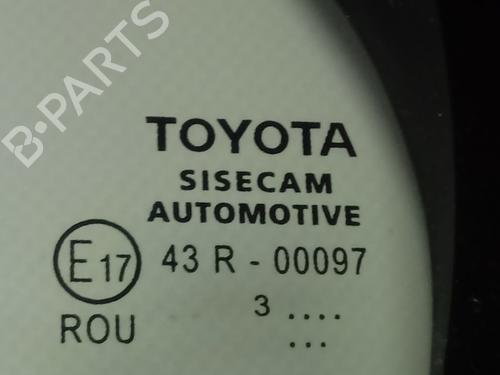 B-PARTS
TOYOTA
SISECAM
AUTOMOTIVE
E17 43 R - 00097
ROU 3 ....
...